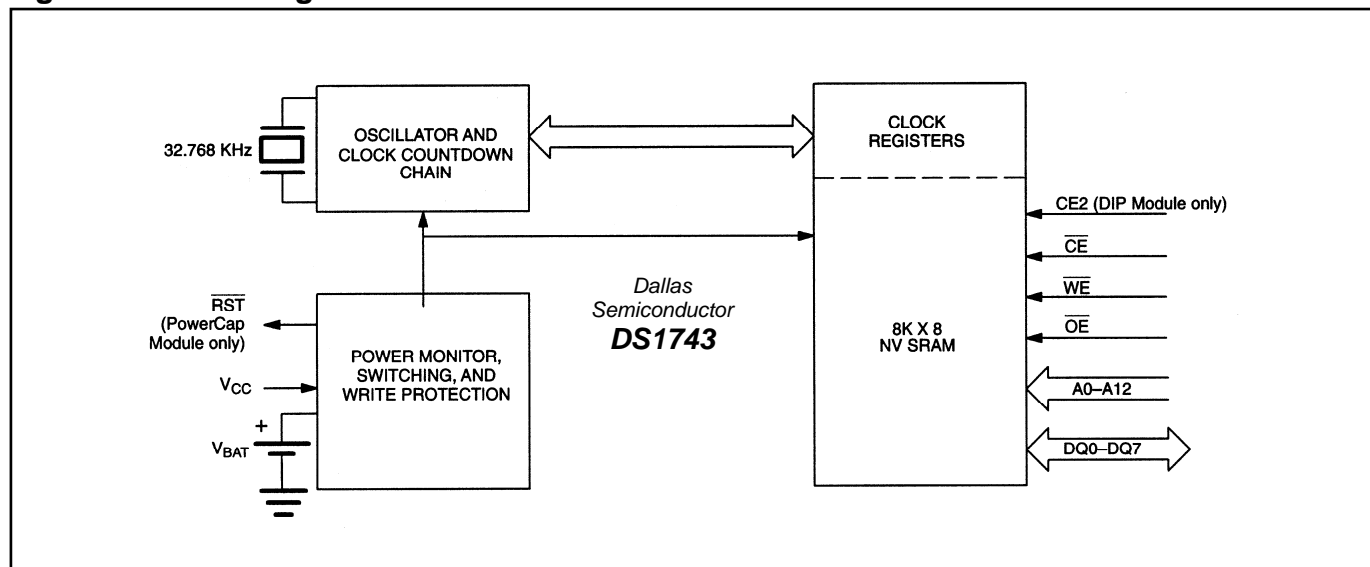 32.768 KHz
OSCILLATOR AND
CLOCK COUNTDOWN
CHAIN
CLOCK
REGISTERS
CE2 (DIP Module only)
CE
WE
OE
8K X 8
NV SRAM
A0–A12
DQ0–DQ7
Dallas
Semiconductor
DS1743
RST
(PowerCap
Module only)
VCC
+
VBAT
POWER MONITOR,
SWITCHING, AND
WRITE PROTECTION